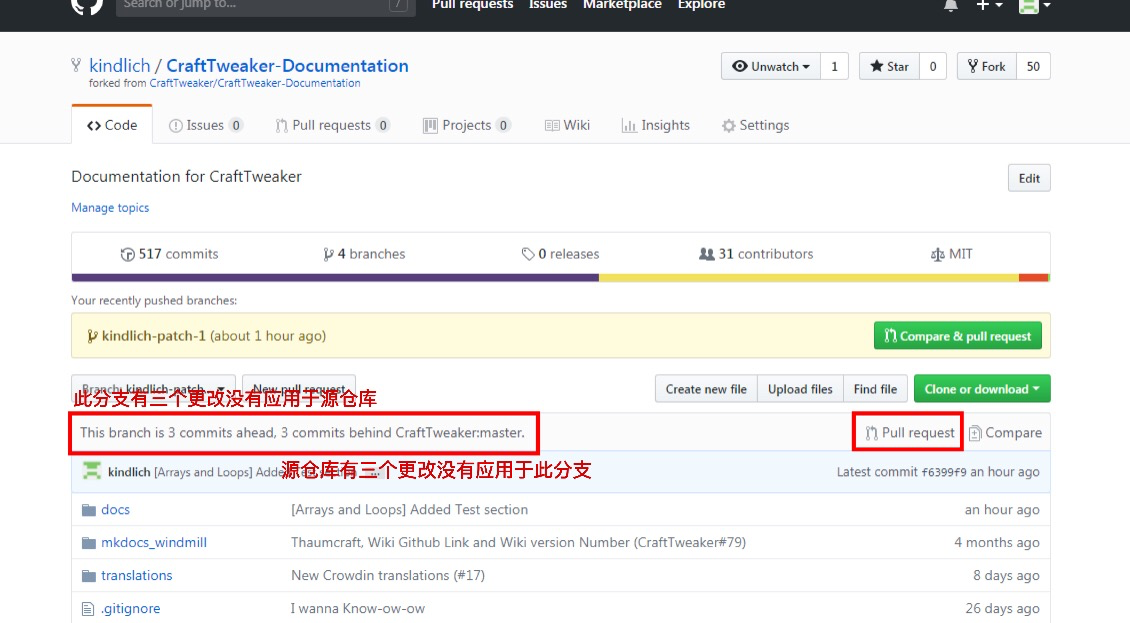 Search or jump to... /
Pull requests Issues Marketplace Explore
kindlich / CraftTweaker-Documentation
forked from CraftTweaker/CraftTweaker-Documentation
Unwatch 1 Star 0 Fork 50
Code Issues 0 Pull requests 0 Projects 0 Wiki Insights Settings
Documentation for CraftTweaker
Edit
Manage topics
517 commits 4 branches 0 releases 31 contributors MIT
Your recently pushed branches:
kindlich-patch-1 (about 1 hour ago)
Compare & pull request
Branch: kindlich-patch... New pull request
Create new file Upload files Find file Clone or download
此分支有三个更改没有应用于源仓库
This branch is 3 commits ahead, 3 commits behind CraftTweaker:master.
Pull request Compare
源仓库有三个更改没有应用于此分支
kindlich [Arrays and Loops] Added
Latest commit f6399f9 an hour ago
docs [Arrays and Loops] Added Test section an hour ago
mkdocs_windmill Thaumcraft, Wiki Github Link and Wiki version Number (CraftTweaker#79) 4 months ago
translations New Crowdin translations (#17) 8 days ago
.gitignore I wanna Know-ow-ow 26 days ago